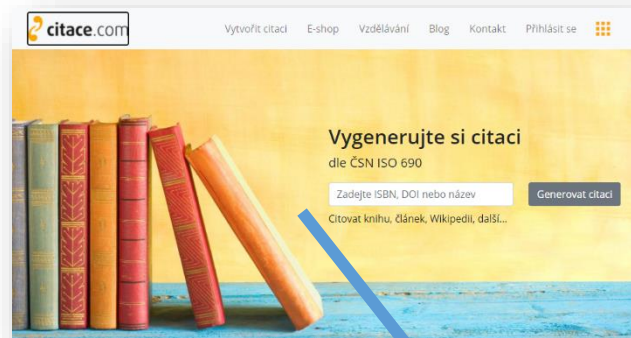 citace.com
Vytvořit citaci E-shop Vzdělávání Blog Kontakt Přihlásit se
Vygenerujte si citaci
dle ČSN ISO 690
Zadejte ISBN, DOI nebo název Generovat citaci
Citovat knihu, článek, Wikipedii, další...